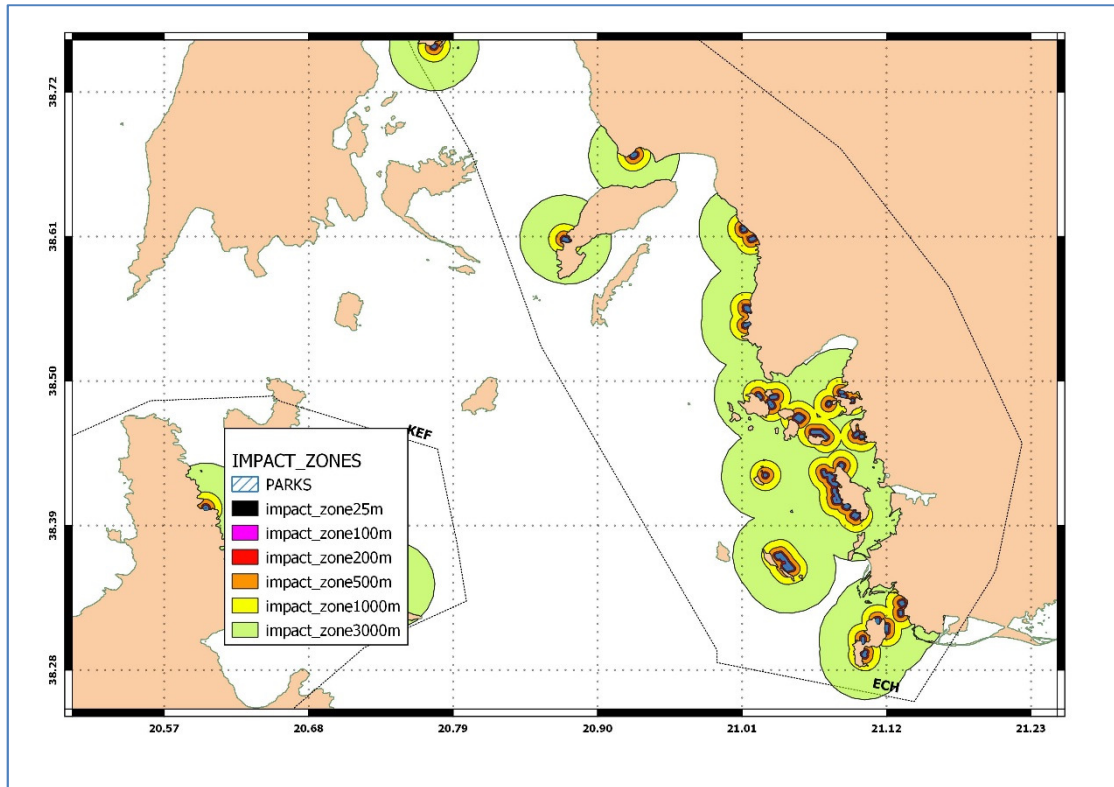 38.72
38.61
38.50
38.39
38.28
KEF
IMPACT_ZONES
PARKS
impact_zone25m
impact_zone100m
impact_zone200m
impact_zone500m
impact_zone1000m
impact_zone3000m
ECH
20.57 20.68 20.79 20.90 21.01 21.12 21.23